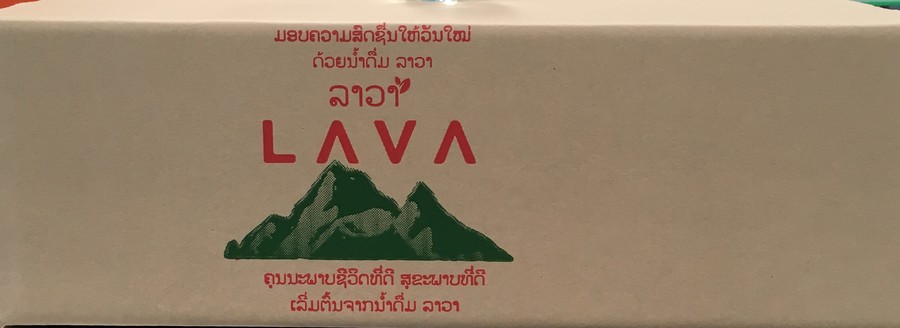 ມອບຄວາມສົດຊື່ນໃຫ້ວັນໃໝ່
ດ້ວຍນ້ຳດື່ມ ລາວາ
ລາວາ
LAVA
ຄຸນນະພາບຊີວິດທີ່ດີ ສຸຂະພາບທີ່ດີ
ເລີ່ມຕົ້ນຈາກນ້ຳດື່ມ ລາວາ